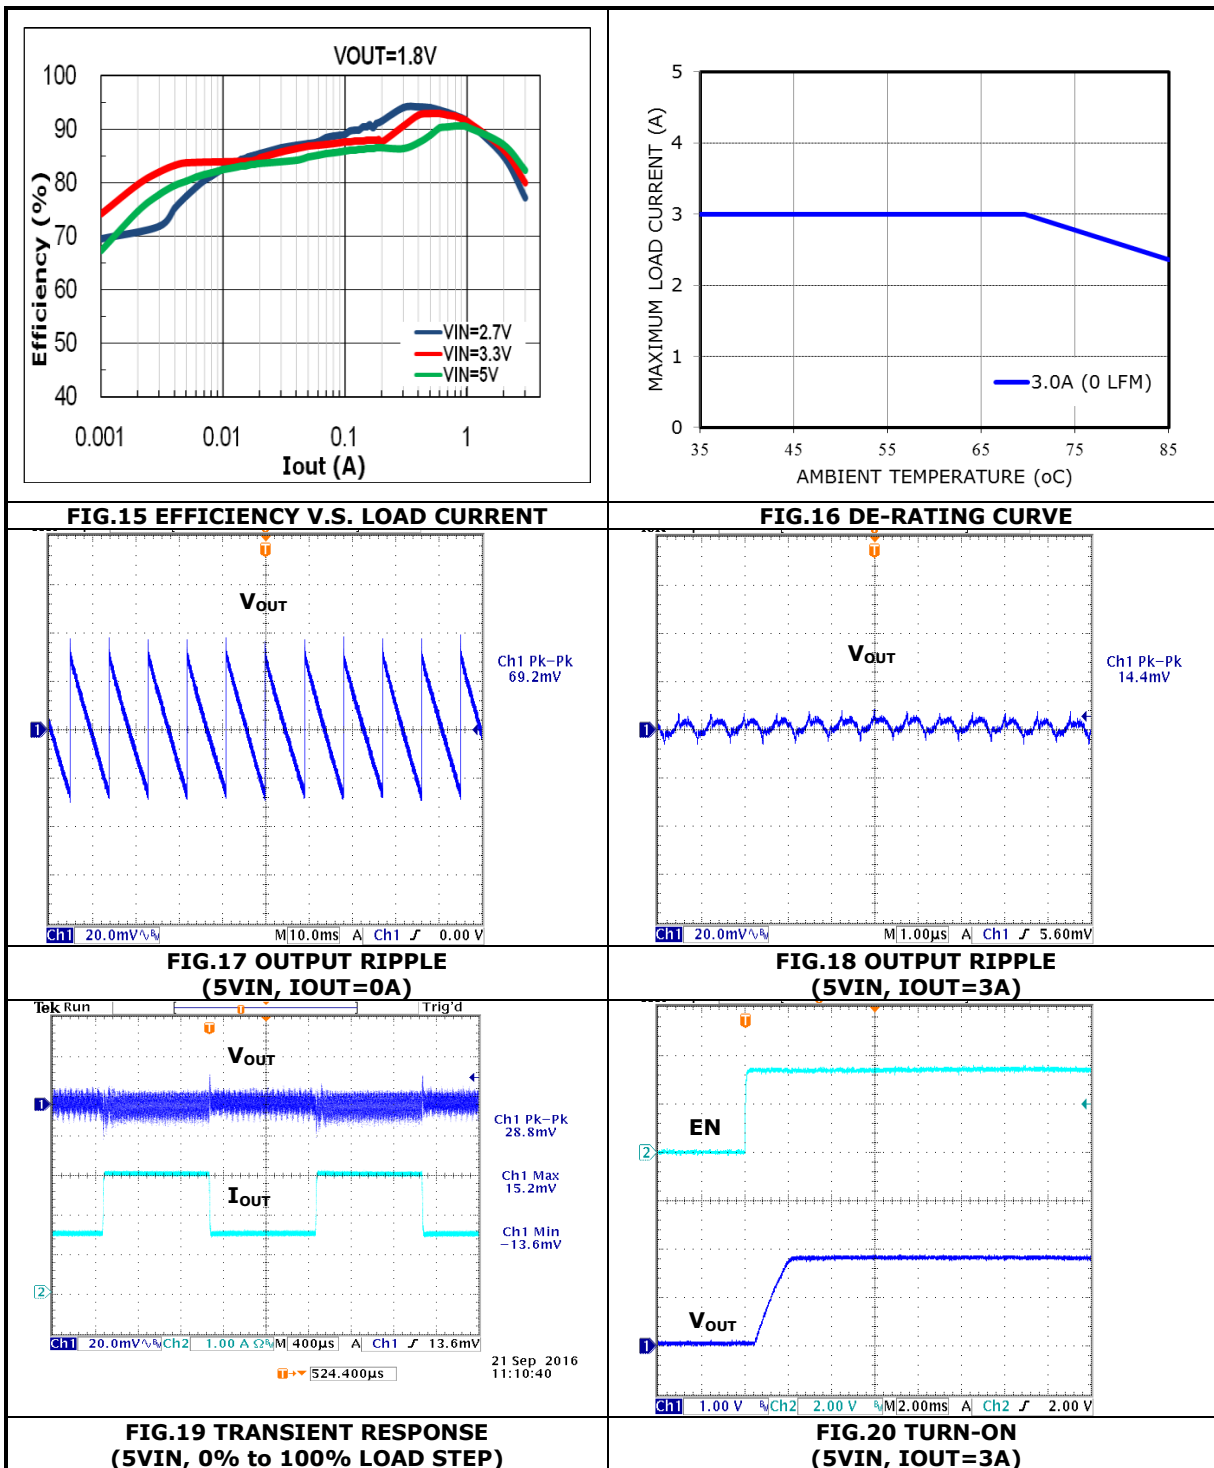 VOUT=1.8V
100
90
80
70
60
50
40
Efficiency (%)
VIN=2.7V
VIN=3.3V
VIN=5V
0.001
0.01
0.1
1
Iout (A)
5
4
3
2
1
0
MAXIMUM LOAD CURRENT (A)
3.0A (0 LFM)
35
45
55
65
75
85
AMBIENT TEMPERATURE (oC)
FIG.15 EFFICIENCY V.S. LOAD CURRENT
FIG.16 DE-RATING CURVE
T
VOUT
Ch1 Pk-Pk
69.2mV
1
Ch1 20.0mV M 10.0ms A Ch1 0.00 V
T
VOUT
Ch1 Pk-Pk
14.4mV
1
Ch1 20.0mV M 1.00µs A Ch1 5.60mV
FIG.17 OUTPUT RIPPLE
(5VIN, IOUT=0A)
FIG.18 OUTPUT RIPPLE
(5VIN, IOUT=3A)
Tek Run Trig'd
T
VOUT
1
Ch1 Pk-Pk
28.8mV
Ch1 Max
15.2mV
IOUT
Ch1 Min
-13.6mV
2
Ch1 20.0mV Ch2 1.00 A Ω M 400µs A Ch1 13.6mV
T 524.400µs
21 Sep 2016
11:10:40
T
EN
2
VOUT
1
Ch1 1.00 V Ch2 2.00 V M 2.00ms A Ch2 2.00 V
FIG.19 TRANSIENT RESPONSE
(5VIN, 0% to 100% LOAD STEP)
FIG.20 TURN-ON
(5VIN, IOUT=3A)